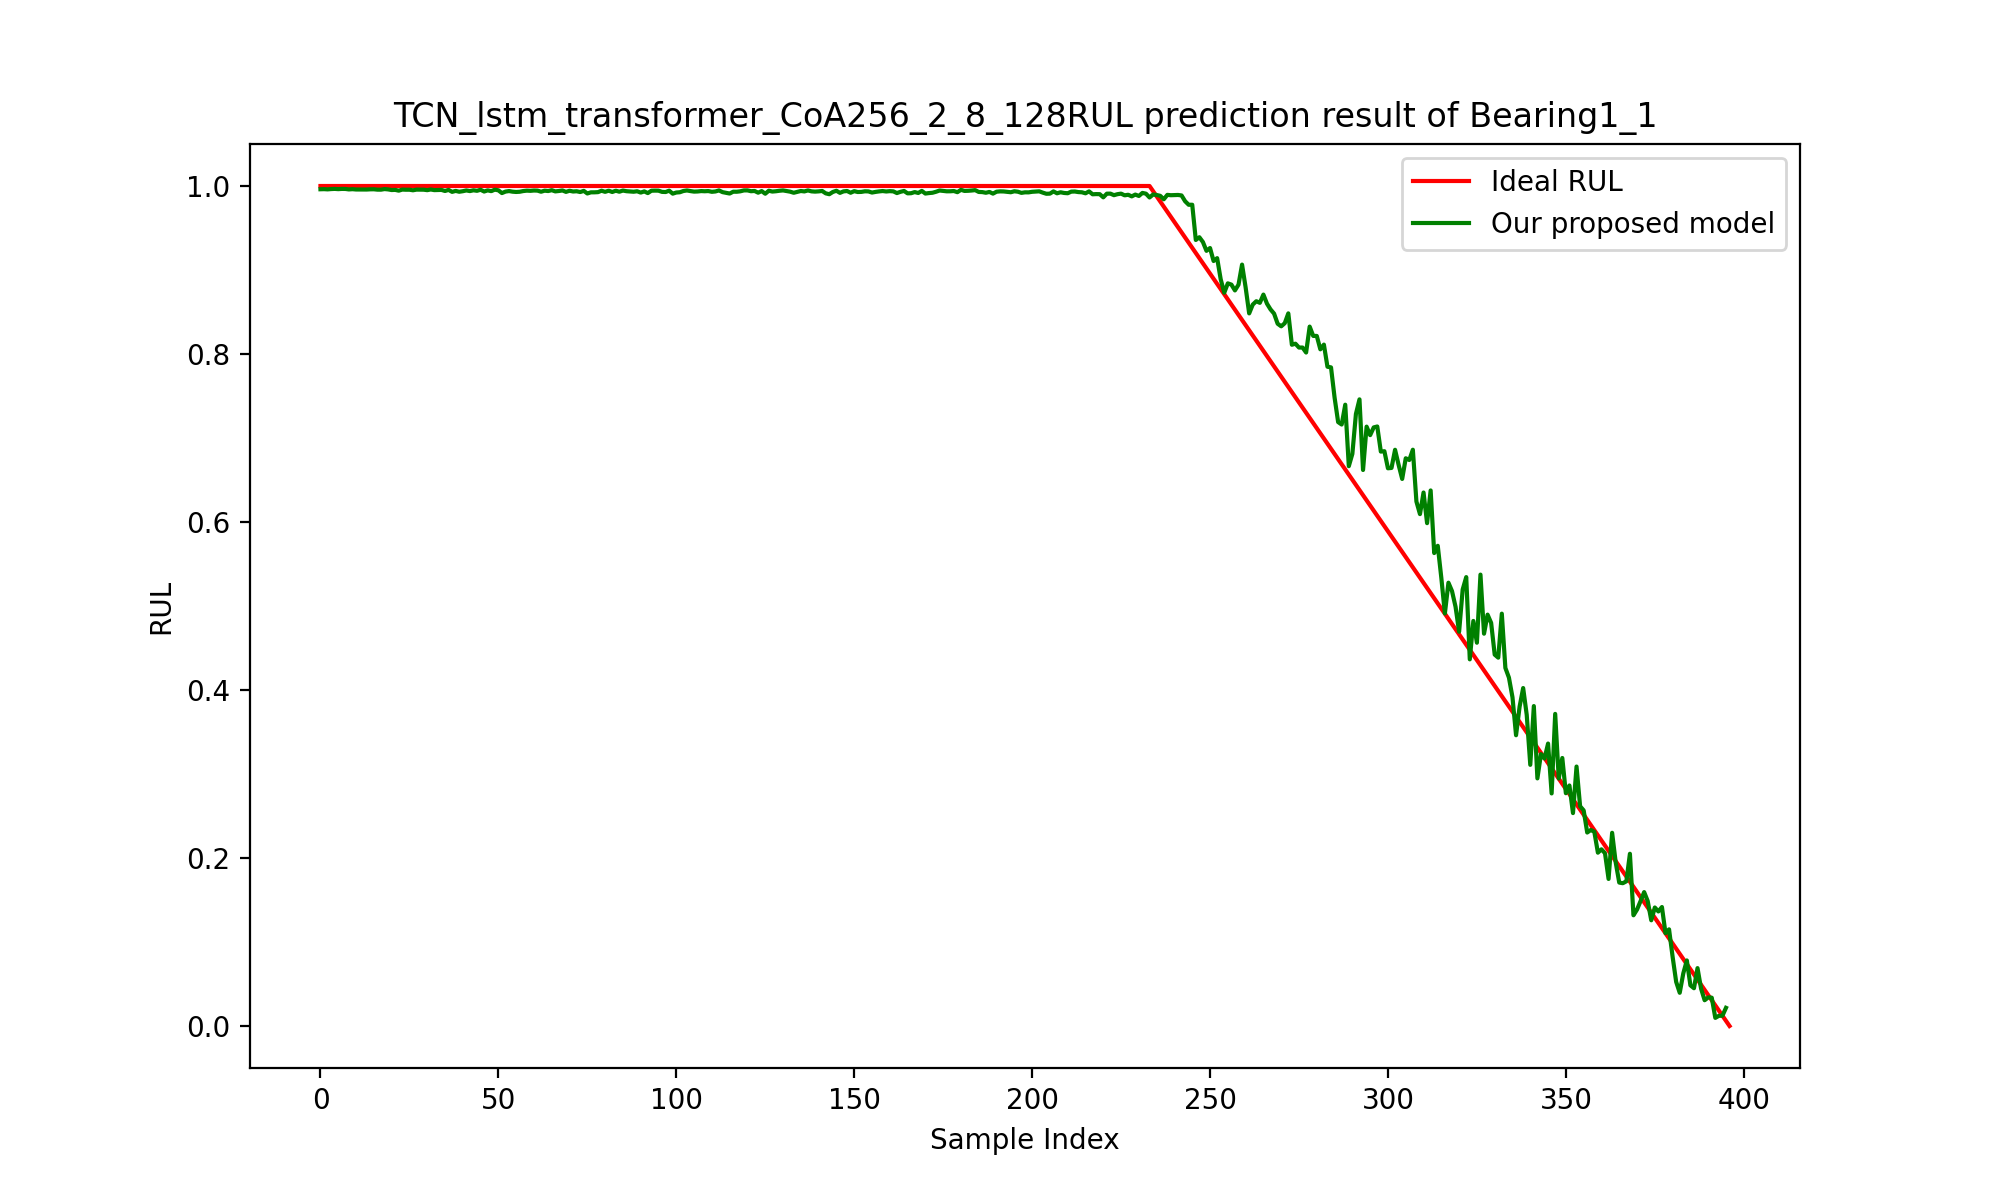 TCN_lstm_transformer_CoA256_2_8_128RUL prediction result of Bearing1_1
Ideal RUL
Our proposed model
1.0
0.8
0.6
0.4
0.2
0.0
RUL
0 50 100 150 200 250 300 350 400
Sample Index